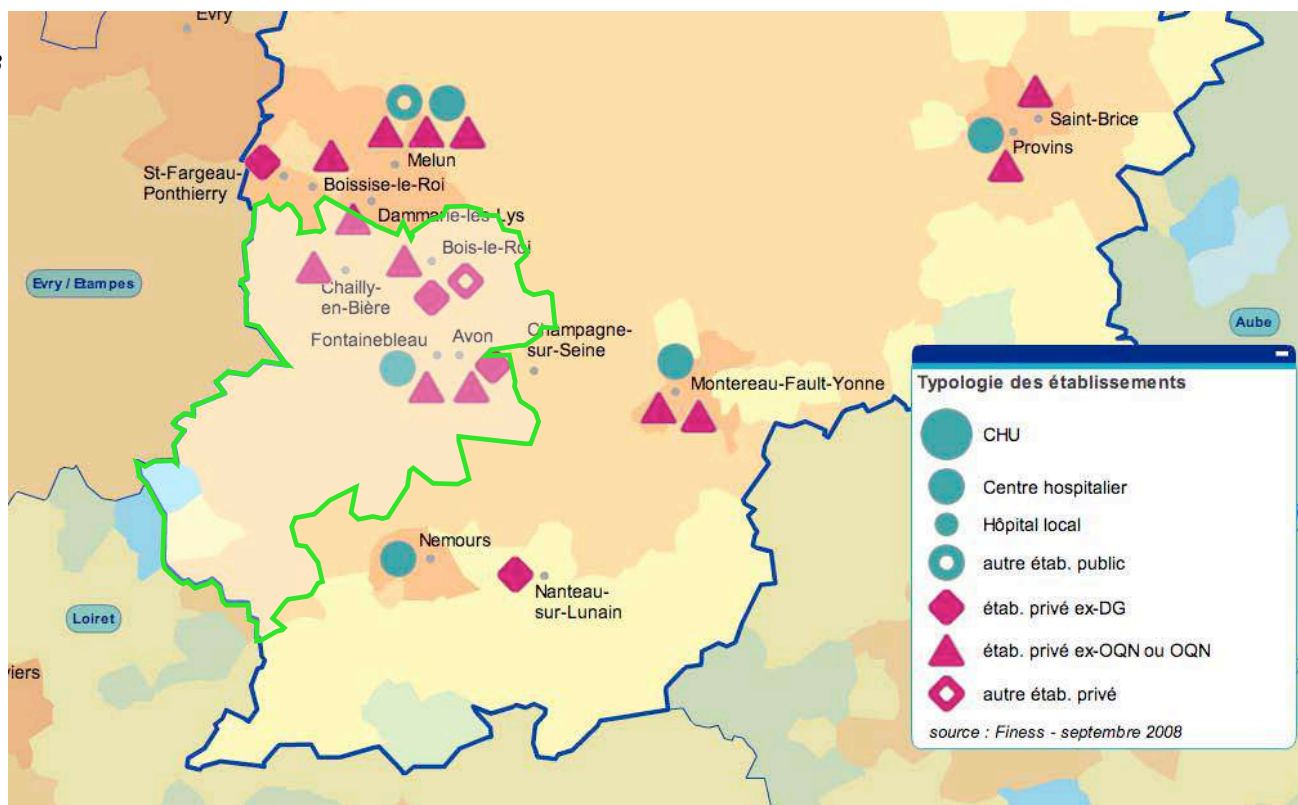 Evry
Saint-Brice
Provins
Melun
St-Fargeau-
Ponthierry
Boissise-le-Roi
Dammarie-les-Lys
Bois-le-Roi
Evry / Etampes
Chailly-
en-Bière
Aube
Fontainebleau
Avon
Champagne-
sur-Seine
Montereau-Fault-Yonne
Typologie des établissements
CHU
Centre hospitalier
Hôpital local
autre étab. public
étab. privé ex-DG
étab. privé ex-OQN ou OQN
autre étab. privé
source : Finess - septembre 2008
Nemours
Nanteau-
sur-Lunain
Loiret
iers